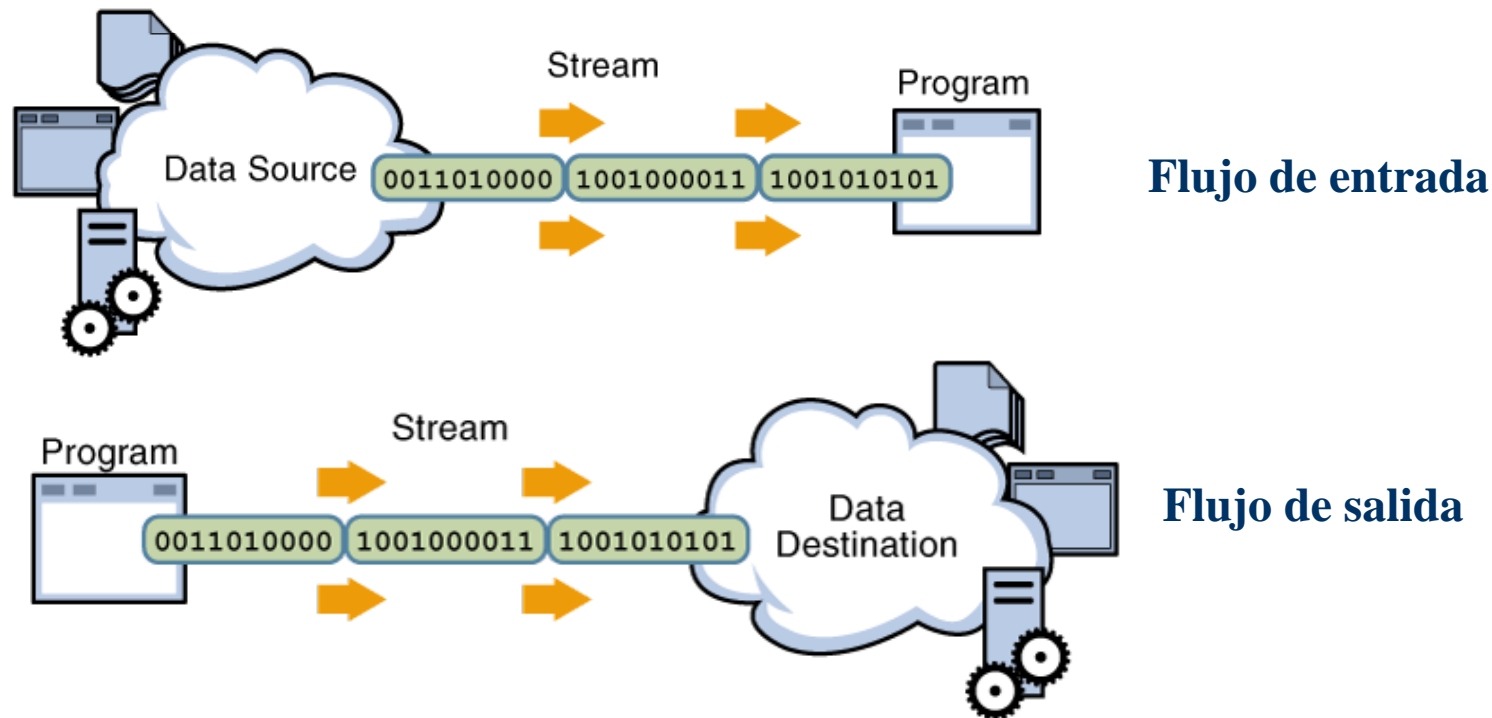 Stream
Program
Data Source
0011010000 1001000011 1001010101
Flujo de entrada
Stream
Program
0011010000 1001000011 1001010101
Data
Destination
Flujo de salida